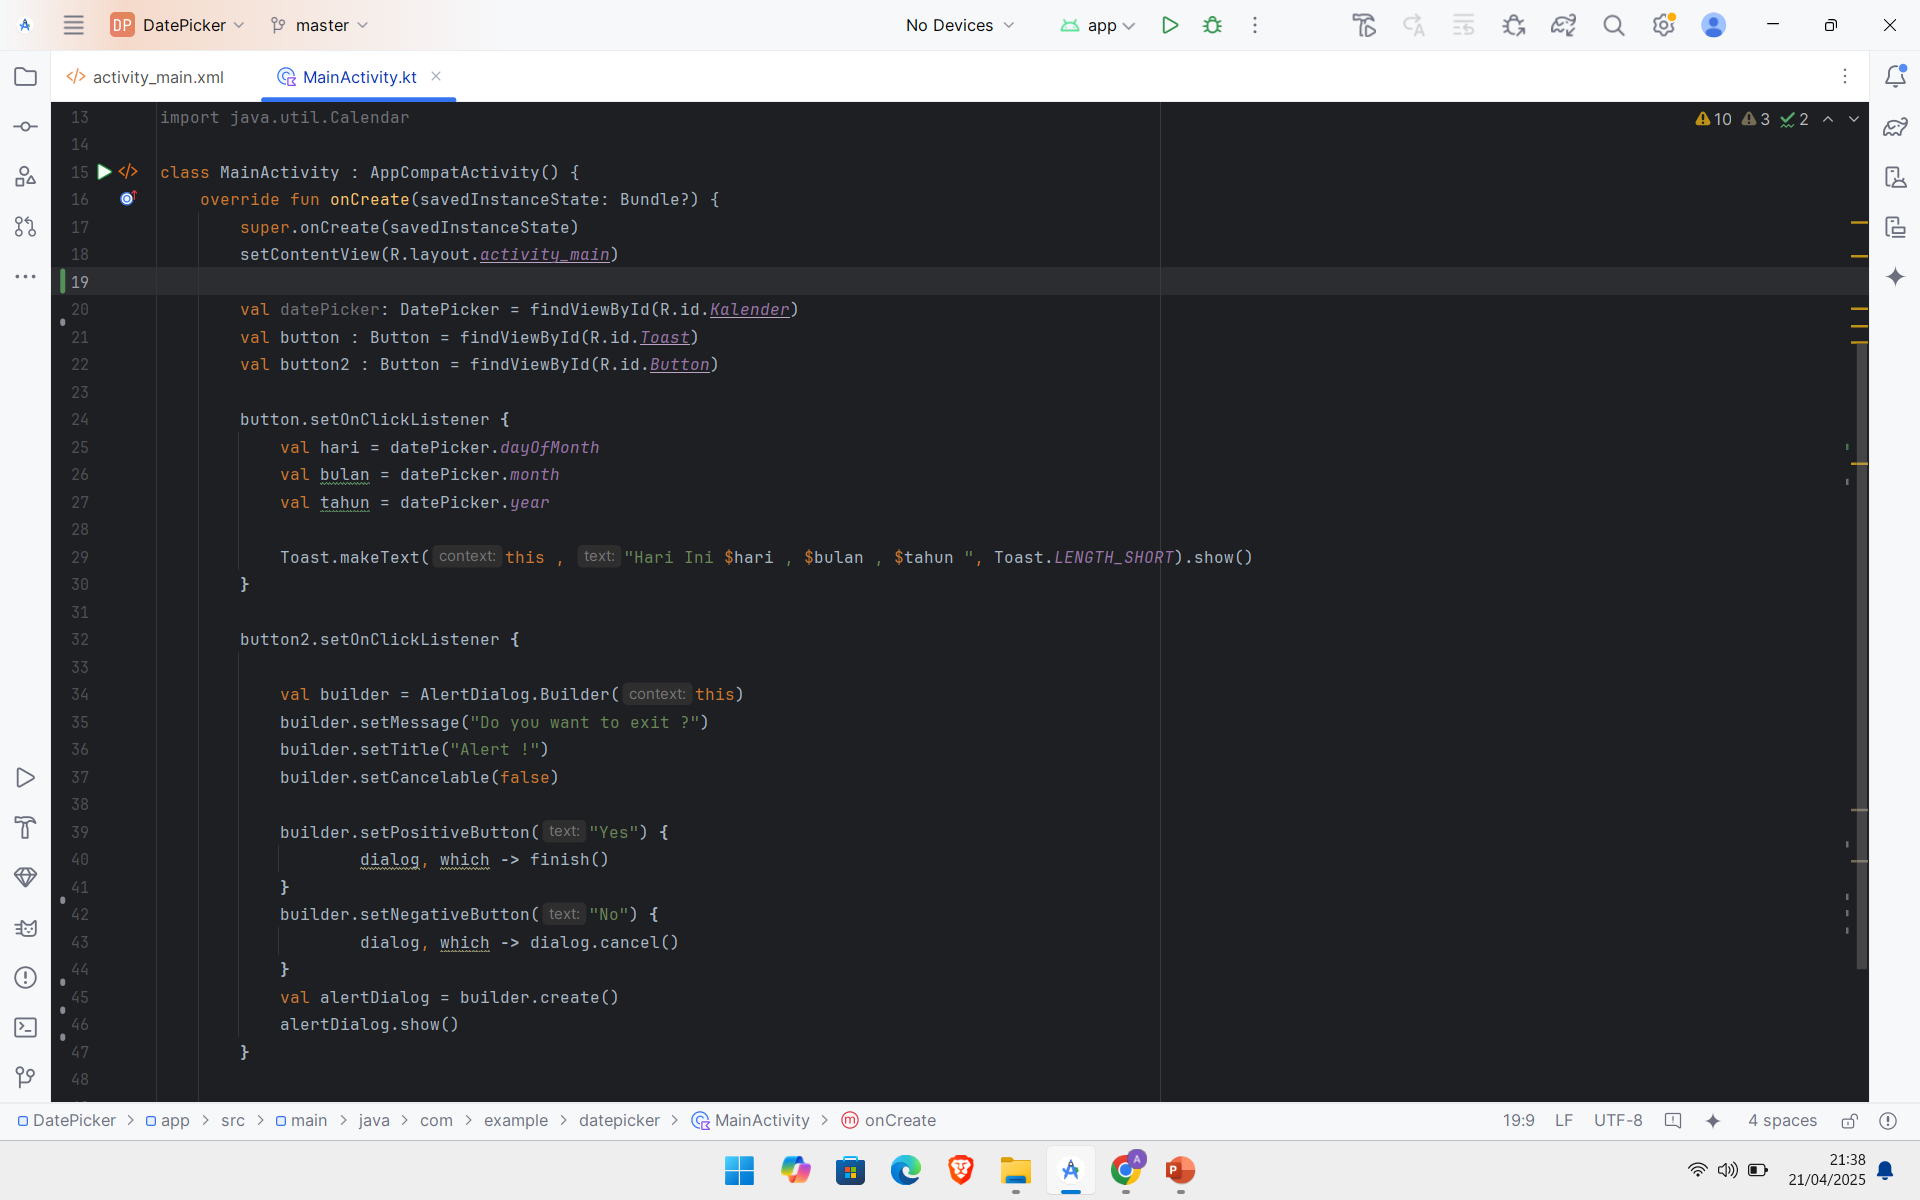 DP DatePicker master No Devices app
activity_main.xml MainActivity.kt
13 import java.util.Calendar 10 3 2
14
15 class MainActivity : AppCompatActivity() {
16 override fun onCreate(savedInstanceState: Bundle?) {
17 super.onCreate(savedInstanceState)
18 setContentView(R.layout.activity_main)
19
20 val datePicker: DatePicker = findViewById(R.id.Kalender)
21 val button : Button = findViewById(R.id.Toast)
22 val button2 : Button = findViewById(R.id.Button)
23
24 button.setOnClickListener {
25 val hari = datePicker.dayOfMonth
26 val bulan = datePicker.month
27 val tahun = datePicker.year
28
29 Toast.makeText( context: this , text: "Hari Ini $hari , $bulan , $tahun ", Toast.LENGTH_SHORT).show()
30 }
31
32 button2.setOnClickListener {
33
34 val builder = AlertDialog.Builder( context: this)
35 builder.setMessage("Do you want to exit ?")
36 builder.setTitle("Alert !")
37 builder.setCancelable(false)
38
39 builder.setPositiveButton( text: "Yes") {
40 dialog, which -> finish()
41 }
42 builder.setNegativeButton( text: "No") {
43 dialog, which -> dialog.cancel()
44 }
45 val alertDialog = builder.create()
46 alertDialog.show()
47 }
48
DatePicker > app > src > main > java > com > example > datepicker > MainActivity > onCreate 19:9 LF UTF-8 4 spaces
21:38
21/04/2025